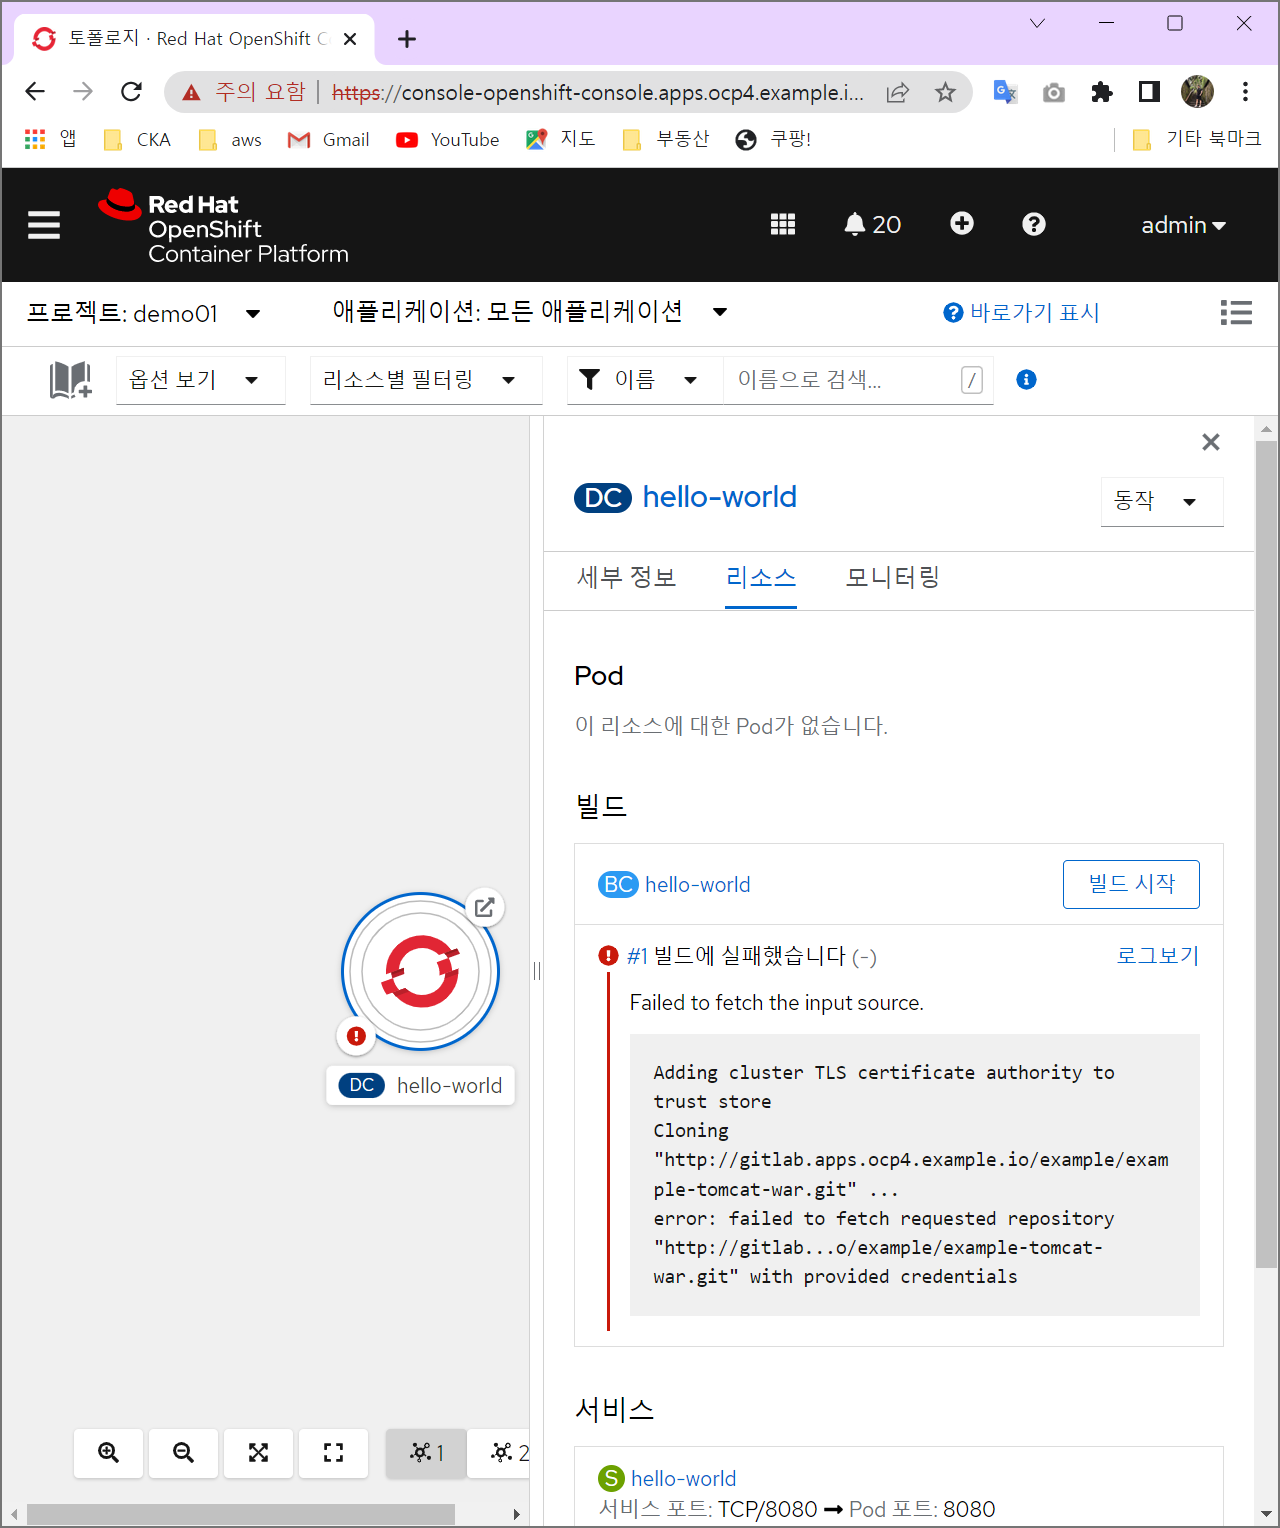 토폴로지 · Red Hat OpenShift C
주의 요함 | https://console-openshift-console.apps.ocp4.example.i...
앱 CKA aws Gmail YouTube 지도 부동산 쿠팡! 기타 북마크
Red Hat
OpenShift
Container Platform
20
admin
프로젝트: demo01 애플리케이션: 모든 애플리케이션 바로가기 표시
옵션 보기 리소스별 필터링 이름 이름으로 검색... /
DC hello-world
동작
세부 정보 리소스 모니터링
Pod
이 리소스에 대한 Pod가 없습니다.
빌드
BC hello-world 빌드 시작
#1 빌드에 실패했습니다 (-) 로그보기
Failed to fetch the input source.
Adding cluster TLS certificate authority to
trust store
Cloning
"http://gitlab.apps.ocp4.example.io/example/exam
ple-tomcat-war.git" ...
error: failed to fetch requested repository
"http://gitlab...o/example/example-tomcat-
war.git" with provided credentials
DC hello-world
서비스
S hello-world
서비스 포트: TCP/8080 → Pod 포트: 8080
1 2